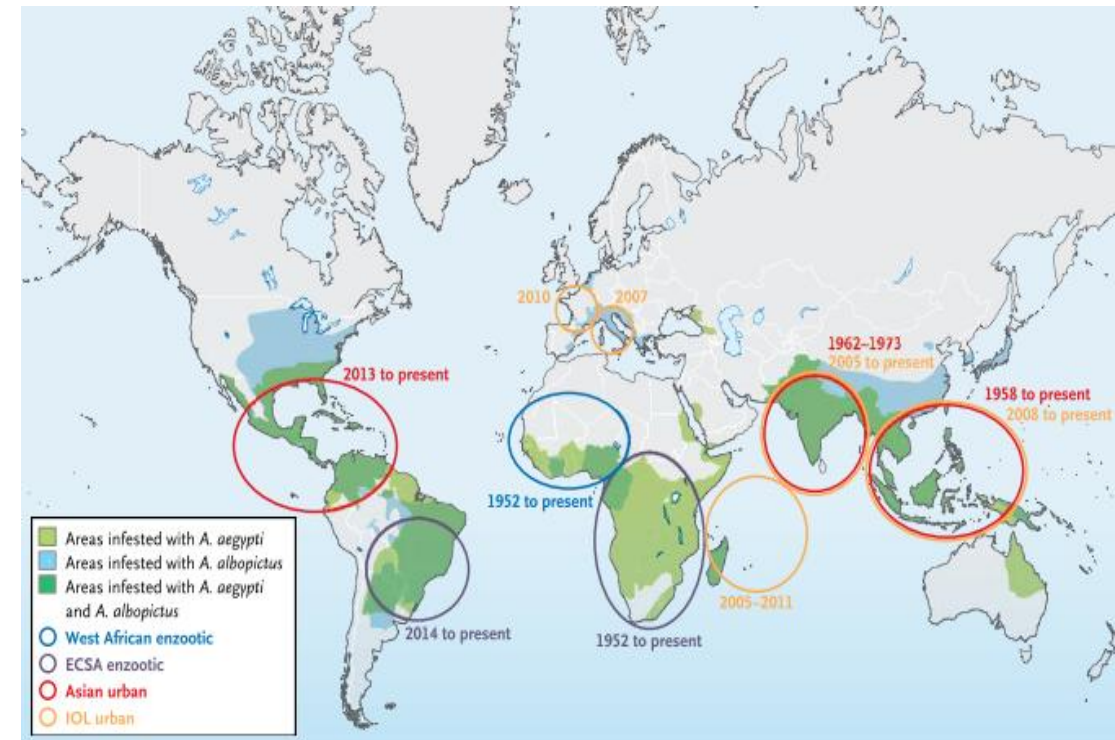 2010
2007
1962–1973
2005 to present
2013 to present
1958 to present
2008 to present
1952 to present
2005–2011
2014 to present
1952 to present
Areas infested with A. aegypti
Areas infested with A. albopictus
Areas infested with A. aegypti
and A. albopictus
West African enzootic
ECSA enzootic
Asian urban
IOL urban